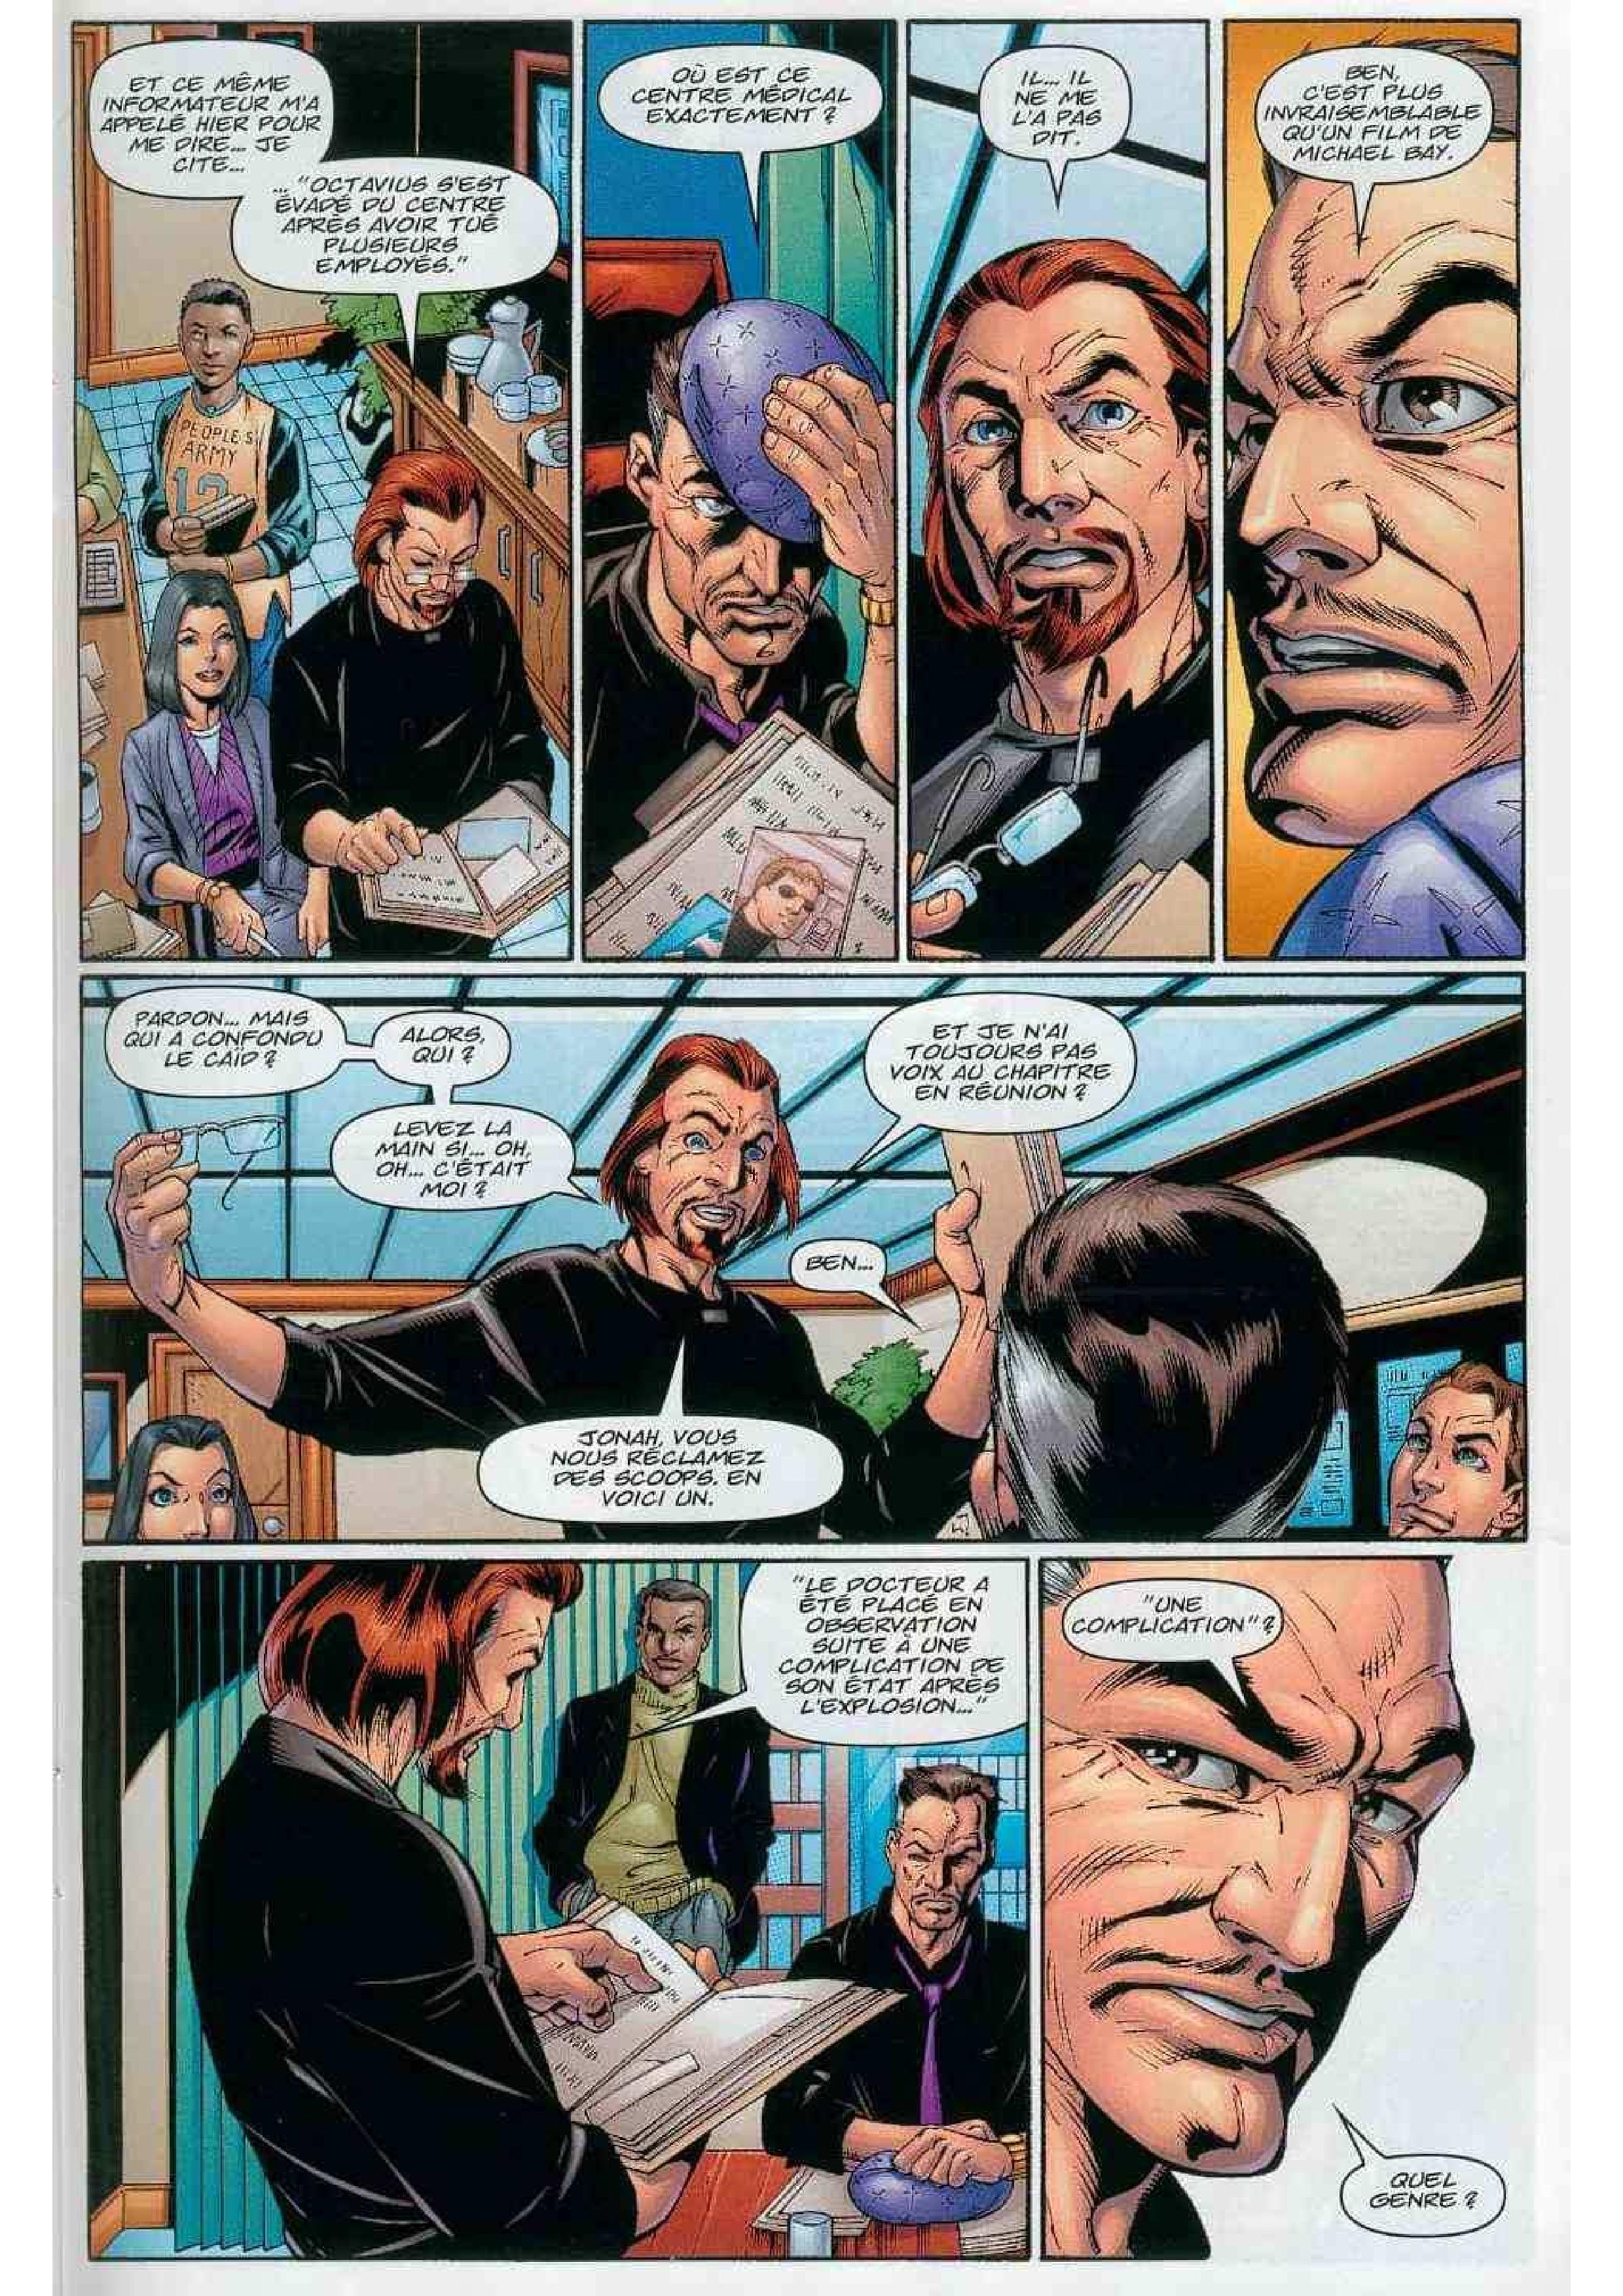 ET CE MÊME
INFORMATEUR M'A
APPELÉ HIER POUR
ME DIRE... JE
CITE...
... "OCTAVIUS S'EST
ÉVADÉ DU CENTRE
APRÈS AVOIR TUÉ
PLUSIEURS
EMPLOYÉS."
PEOPLE'S
ARMY
12
OÙ EST CE
CENTRE MÉDICAL
EXACTEMENT ?
IL... IL
NE ME
L'A PAS
DIT.
BEN,
C'EST PLUS
INVRAISEMBLABLE
QU'UN FILM DE
MICHAEL BAY.
PARDON... MAIS
QUI A CONFONDU
LE CAÏD ?
ALORS,
QUI ?
LEVEZ LA
MAIN SI... OH,
OH... C'ÉTAIT
MOI ?
ET JE N'AI
TOUJOURS PAS
VOIX AU CHAPITRE
EN RÉUNION ?
BEN...
JONAH, VOUS
NOUS RÉCLAMEZ
DES SCOOPS. EN
VOICI UN.
"LE DOCTEUR A
ÉTÉ PLACÉ EN
OBSERVATION
SUITE À UNE
COMPLICATION DE
SON ÉTAT APRÈS
L'EXPLOSION..."
"UNE
COMPLICATION" ?
QUEL
GENRE ?